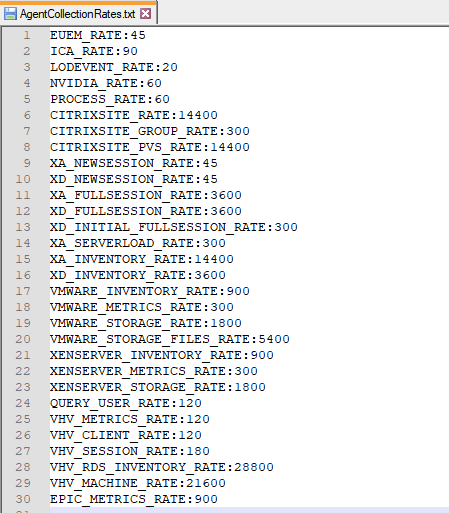 AgentCollectionRates.txt
1 EUEM_RATE:45
2 ICA_RATE:90
3 LODEVENT_RATE:20
4 NVIDIA_RATE:60
5 PROCESS_RATE:60
6 CITRIXSITE_RATE:14400
7 CITRIXSITE_GROUP_RATE:300
8 CITRIXSITE_PVS_RATE:14400
9 XA_NEWSESSION_RATE:45
10 XD_NEWSESSION_RATE:45
11 XA_FULLSESSION_RATE:3600
12 XD_FULLSESSION_RATE:3600
13 XD_INITIAL_FULLSESSION_RATE:300
14 XA_SERVERLOAD_RATE:300
15 XA_INVENTORY_RATE:14400
16 XD_INVENTORY_RATE:3600
17 VMWARE_INVENTORY_RATE:900
18 VMWARE_METRICS_RATE:300
19 VMWARE_STORAGE_RATE:1800
20 VMWARE_STORAGE_FILES_RATE:5400
21 XENSERVER_INVENTORY_RATE:900
22 XENSERVER_METRICS_RATE:300
23 XENSERVER_STORAGE_RATE:1800
24 QUERY_USER_RATE:120
25 VHV_METRICS_RATE:120
26 VHV_CLIENT_RATE:120
27 VHV_SESSION_RATE:180
28 VHV_RDS_INVENTORY_RATE:28800
29 VHV_MACHINE_RATE:21600
30 EPIC_METRICS_RATE:900